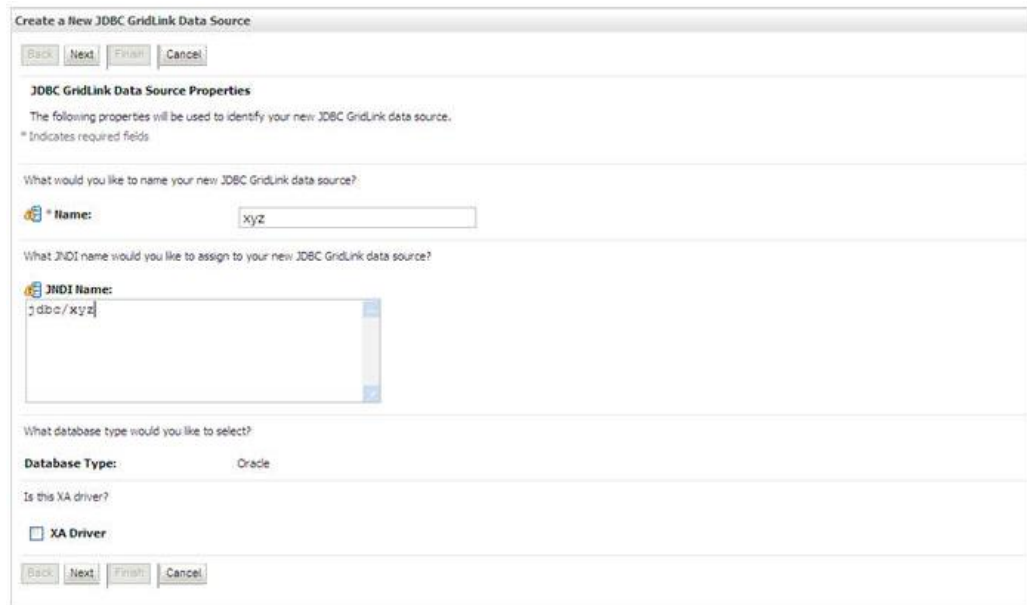 Create a New JDBC GridLink Data Source
Back Next Finish Cancel
JDBC GridLink Data Source Properties
The following properties will be used to identify your new JDBC GridLink data source.
* Indicates required fields
What would you like to name your new JDBC GridLink data source?
* Name: xyz
What JNDI name would you like to assign to your new JDBC GridLink data source?
JNDI Name:
jdbc/xyz
What database type would you like to select?
Database Type: Oracle
Is this XA driver?
XA Driver
Back Next Finish Cancel